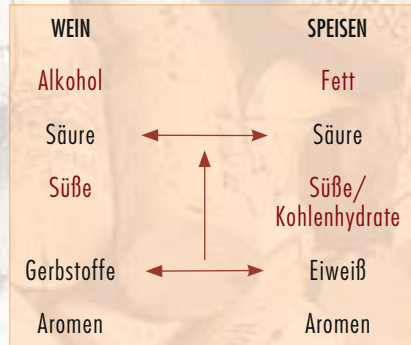 WEIN SPEISEN
Alkohol Fett
Säure Säure
Süße Süße/
Kohlenhydrate
Gerbstoffe Eiweiß
Aromen Aromen